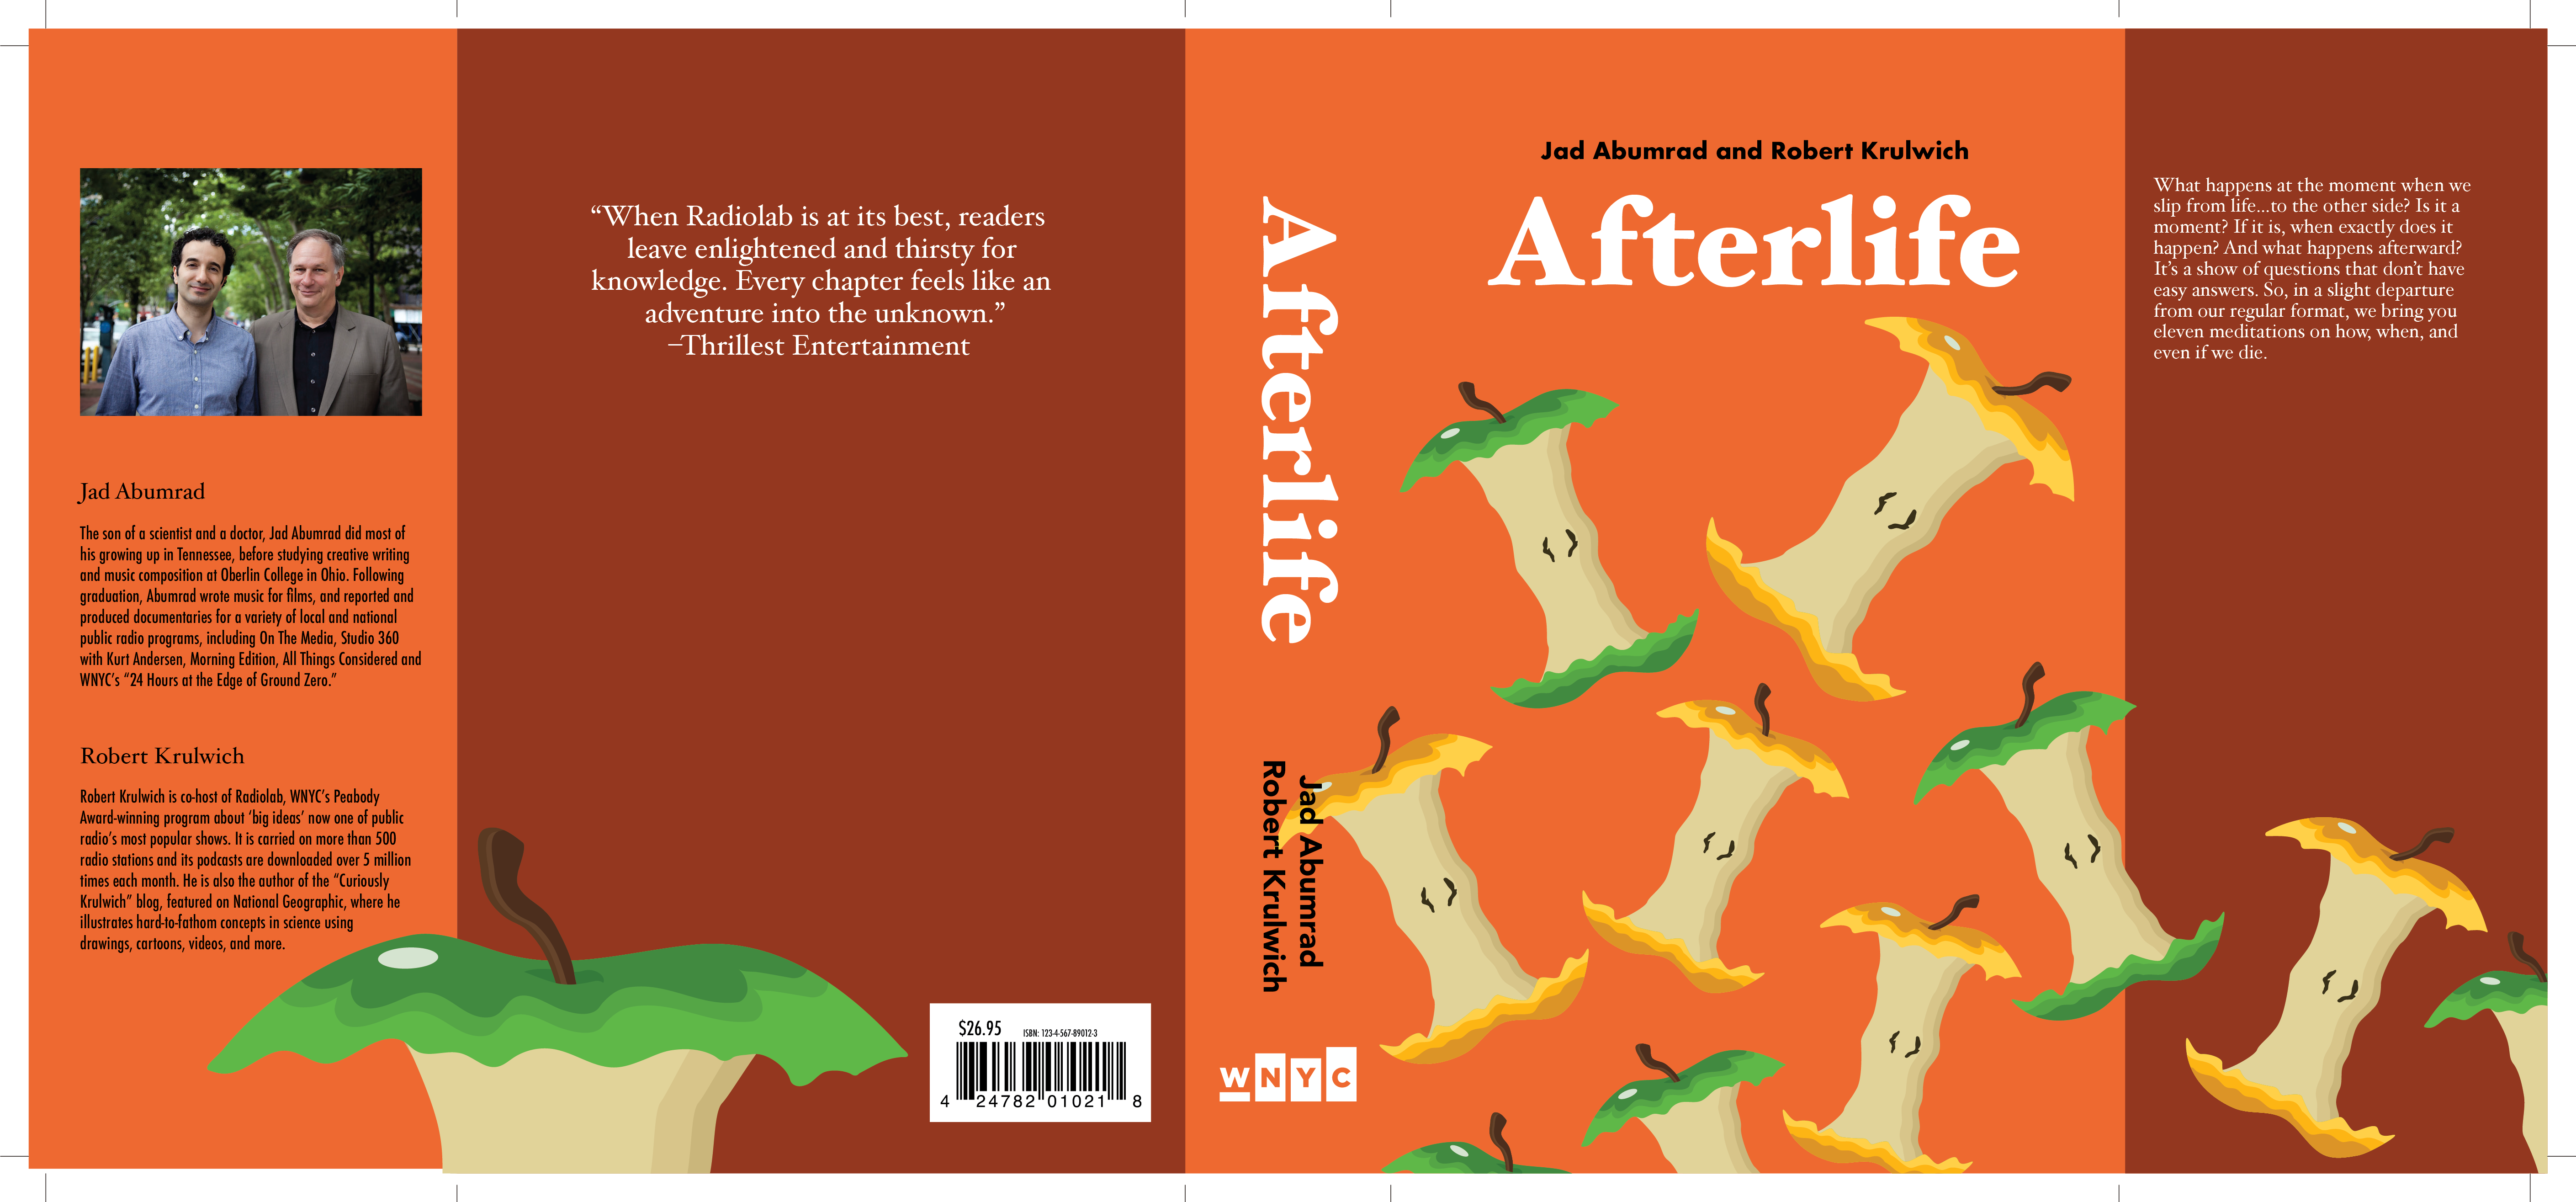 Jad Abumrad
The son of a scientist and a doctor, Jad Abumrad did most of
his growing up in Tennessee, before studying creative writing
and music composition at Oberlin College in Ohio. Following
graduation, Abumrad wrote music for films, and reported and
produced documentaries for a variety of local and national
public radio programs, including On The Media, Studio 360
with Kurt Andersen, Morning Edition, All Things Considered and
WNYC’s “24 Hours at the Edge of Ground Zero.”
Robert Krulwich
Robert Krulwich is co-host of Radiolab, WNYC’s Peabody
Award-winning program about ‘big ideas’ now one of public
radio’s most popular shows. It is carried on more than 500
radio stations and its podcasts are downloaded over 5 million
times each month. He is also the author of the “Curiously
Krulwich” blog, featured on National Geographic, where he
illustrates hard-to-fathom concepts in science using
drawings, cartoons, videos, and more.
“When Radiolab is at its best, readers
leave enlightened and thirsty for
knowledge. Every chapter feels like an
adventure into the unknown.”
–Thrillest Entertainment
$26.95
ISBN: 123-4-567-89012-3
4 24782 01021 8
Afterlife
Jad Abumrad
Robert Krulwich
WNYC
Jad Abumrad and Robert Krulwich
Afterlife
What happens at the moment when we
slip from life...to the other side? Is it a
moment? If it is, when exactly does it
happen? And what happens afterward?
It’s a show of questions that don’t have
easy answers. So, in a slight departure
from our regular format, we bring you
eleven meditations on how, when, and
even if we die.